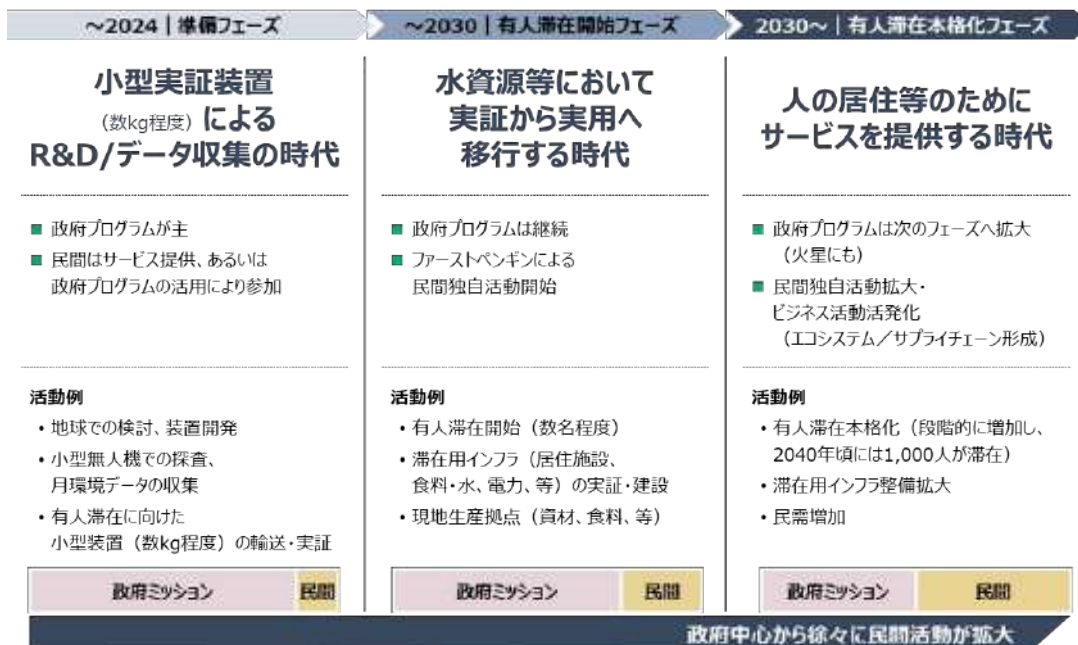 ～2024｜準備フェーズ
～2030｜有人滞在開始フェーズ
2030～｜有人滞在本格化フェーズ
小型実証装置
（数kg程度）による
R&D/データ収集の時代
■ 政府プログラムが主
■ 民間はサービス提供、あるいは
政府プログラムの活用により参加
活動例
・地球での検討、装置開発
・小型無人機での探査、
月環境データの収集
・有人滞在に向けた
小型装置（数kg程度）の輸送・実証
政府ミッション
民間
水資源等において
実証から実用へ
移行する時代
■ 政府プログラムは継続
■ ファーストペンギンによる
民間独自活動開始
活動例
・有人滞在開始（数名程度）
・滞在用インフラ（居住施設、
食料・水、電力、等）の実証・建設
・現地生産拠点（資材、食料、等）
政府ミッション
民間
人の居住等のために
サービスを提供する時代
■ 政府プログラムは次のフェーズへ拡大
（火星にも）
■ 民間独自活動拡大・
ビジネス活動活発化
（エコシステム／サプライチェーン形成）
活動例
・有人滞在本格化（段階的に増加し、
2040年頃には1,000人が滞在）
・滞在用インフラ整備拡大
・民需増加
政府ミッション
民間
政府中心から徐々に民間活動が拡大